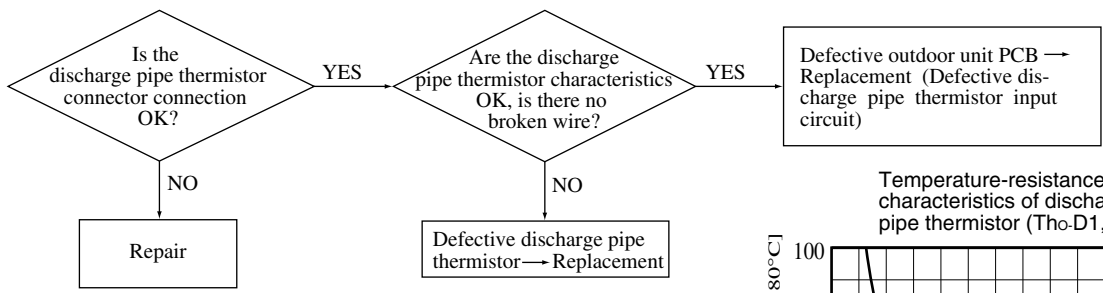 Is the
discharge pipe thermistor
connector connection
OK?
YES
NO
Repair
Are the discharge
pipe thermistor characteristics
OK, is there no
broken wire?
YES
NO
Defective discharge pipe
thermistor → Replacement
Defective outdoor unit PCB →
Replacement (Defective dis-
charge pipe thermistor input
circuit)
Temperature-resistance
characteristics of
pipe thermistor (Tho-D1,
80°C]
100